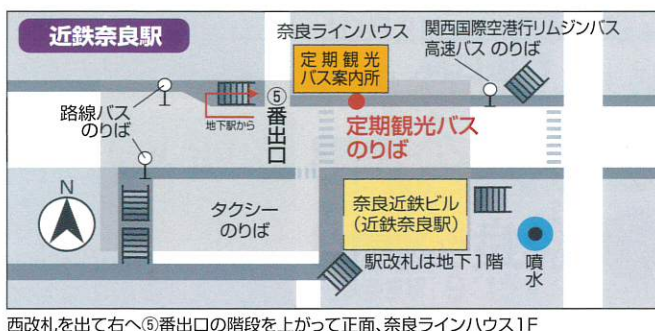 近鉄奈良駅
奈良ラインハウス
関西国際空港行リムジンバス
高速バス のりば
定期観光
バス案内所
路線バス
のりば
地下駅から
⑤番出口
定期観光バス
のりば
N
タクシー
のりば
奈良近鉄ビル
(近鉄奈良駅)
駅改札は地下1階
噴水
西改札を出て右へ⑤番出口の階段を上がって正面、奈良ラインハウス1F